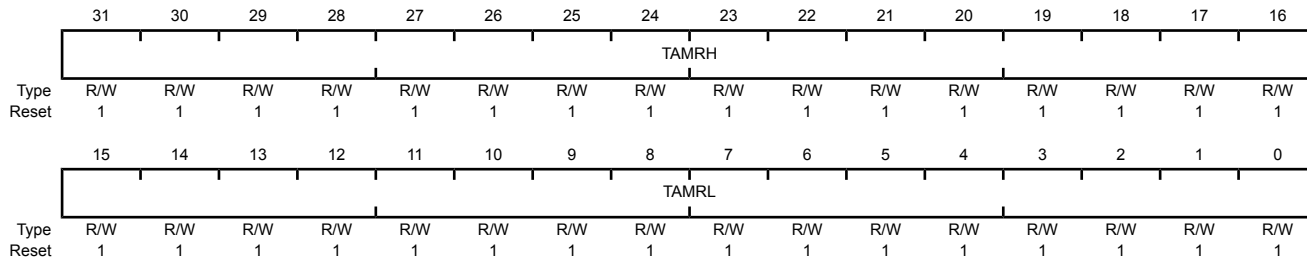 31 30 29 28 27 26 25 24 23 22 21 20 19 18 17 16
TAMRH
Type R/W R/W R/W R/W R/W R/W R/W R/W R/W R/W R/W R/W R/W R/W R/W R/W
Reset 1 1 1 1 1 1 1 1 1 1 1 1 1 1 1 1
15 14 13 12 11 10 9 8 7 6 5 4 3 2 1 0
TAMRL
Type R/W R/W R/W R/W R/W R/W R/W R/W R/W R/W R/W R/W R/W R/W R/W R/W
Reset 1 1 1 1 1 1 1 1 1 1 1 1 1 1 1 1